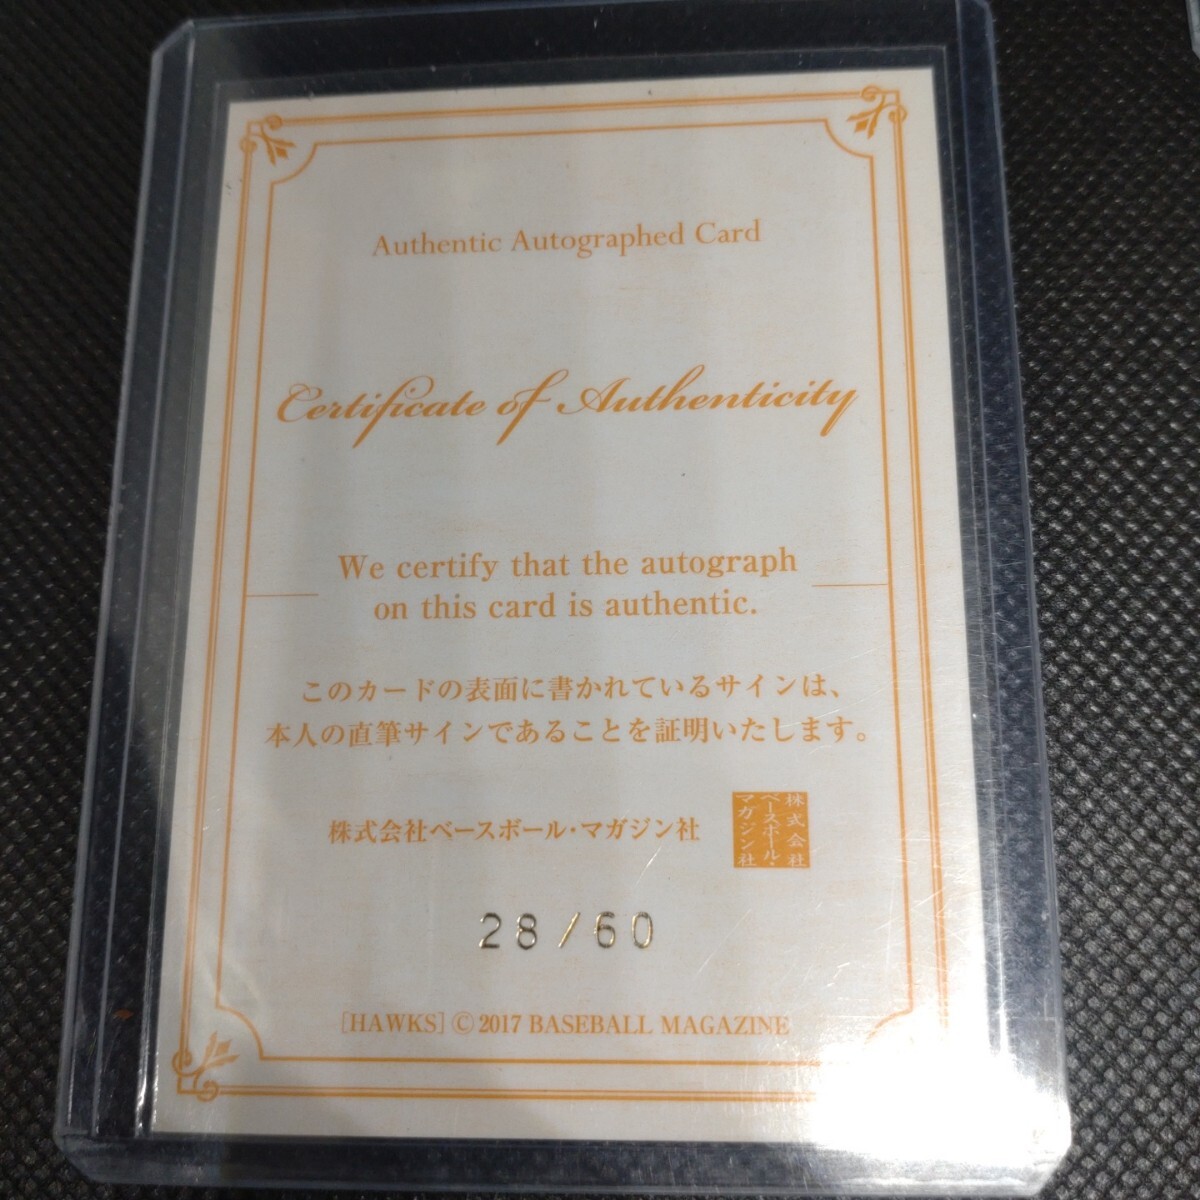 Authentic Autographed Card
Certificate of Authenticity
We certify that the autograph
on this card is authentic.
このカードの表面に書かれているサインは、
本人の直筆サインであることを証明いたします。
株式会社ベースボール・マガジン社
株式会社
ベースボール・
マガジン社
28/60
[HAWKS] © 2017 BASEBALL MAGAZINE